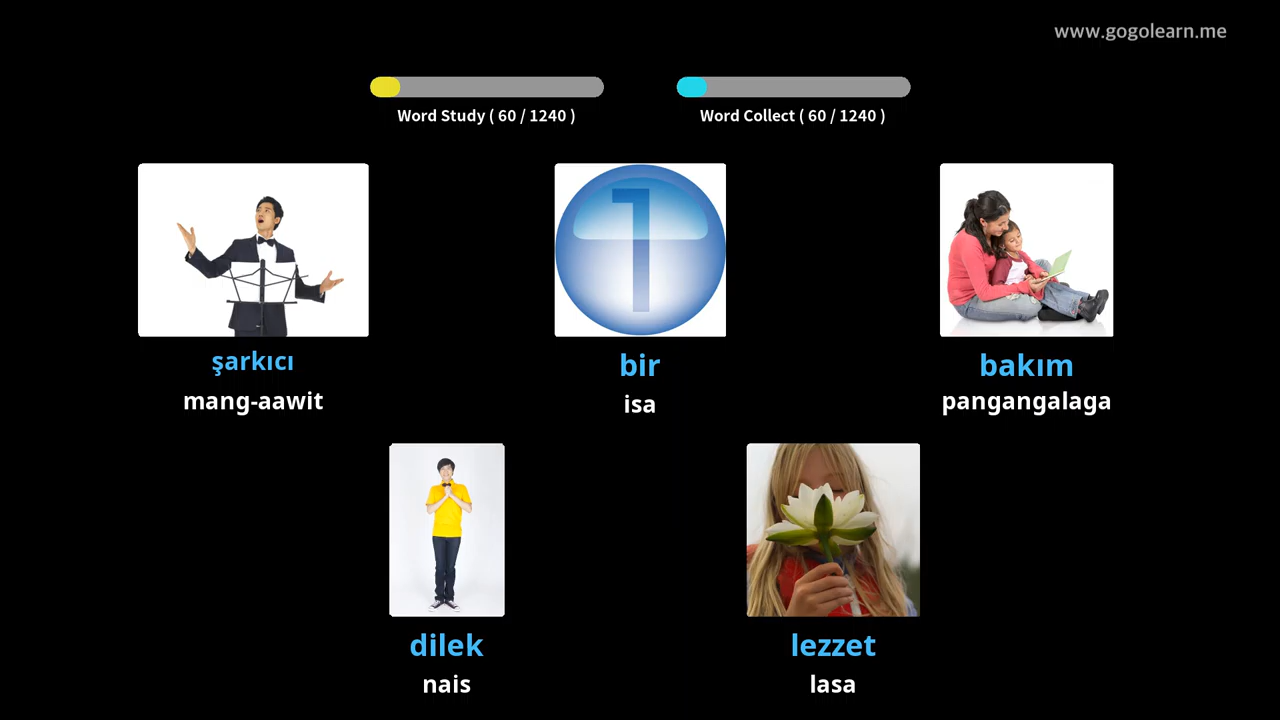 www.gogolearn.me
Word Study ( 60 / 1240 )
Word Collect ( 60 / 1240 )
1
şarkıcı
mang-aawit
bir
isa
bakım
pangangalaga
dilek
nais
lezzet
lasa